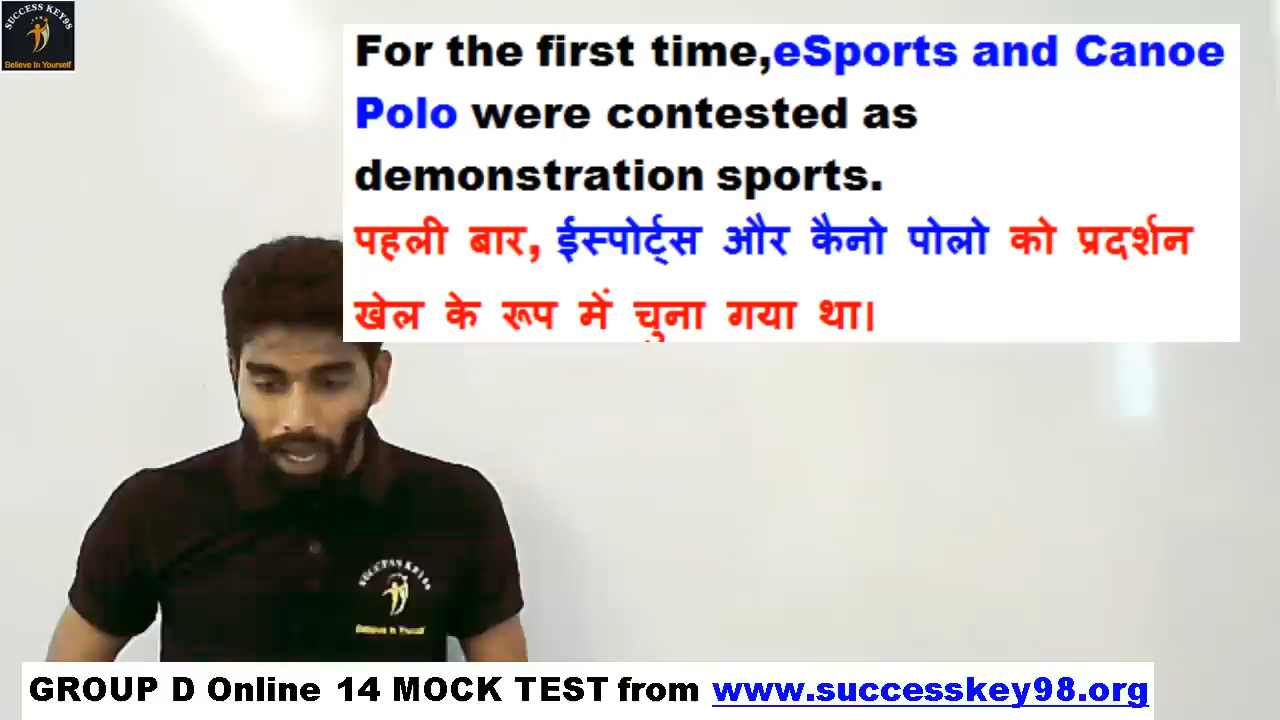 SUCCESS KEY98
Believe In Yourself
For the first time,eSports and Canoe
Polo were contested as
demonstration sports.
पहली बार, ईस्पोर्ट्स और कैनो पोलो को प्रदर्शन
खेल के रूप में चुना गया था।
SUCCESS KEY98
Believe In Yourself
GROUP D Online 14 MOCK TEST from www.successkey98.org